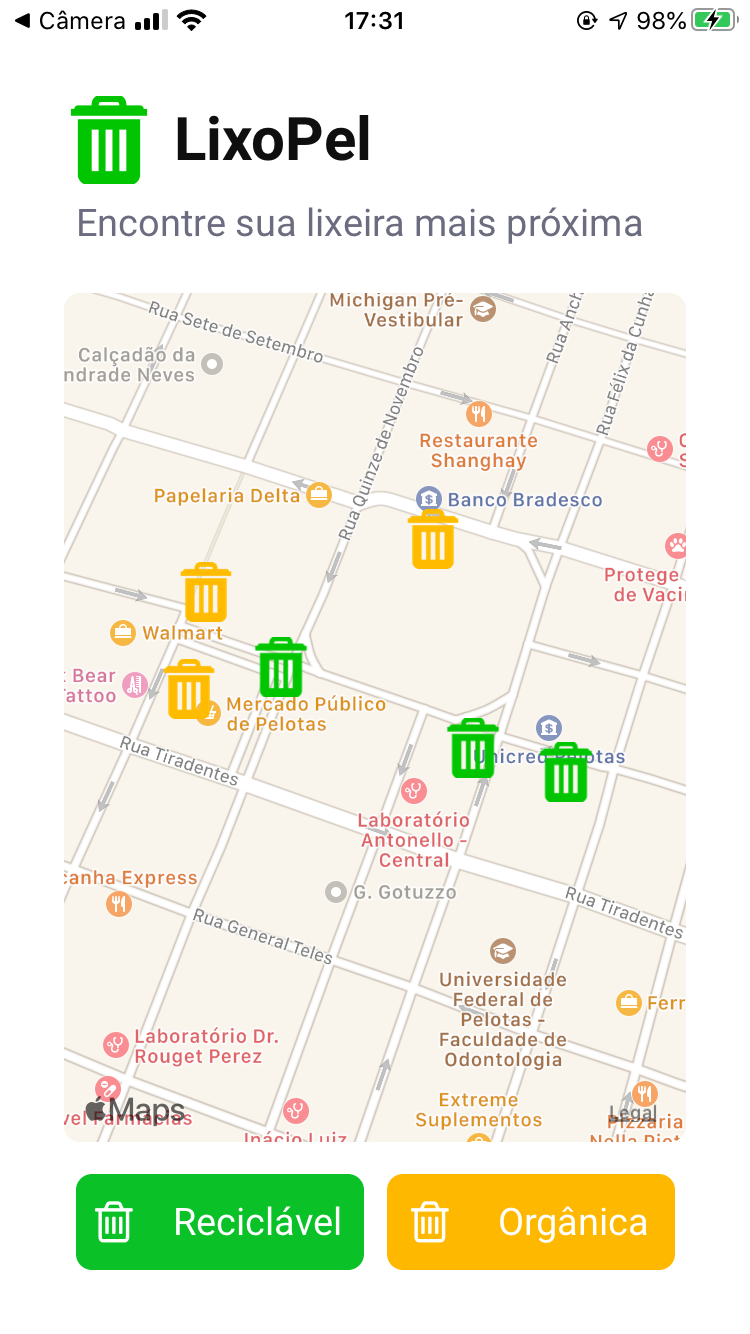 Câmera
17:31
98%
LixoPel
Encontre sua lixeira mais próxima
Michigan Pré-
Vestibular
Rua Sete de Setembro
Rua Anch
Rua Félix da Cunha
Calçadão da
ndrade Neves
Rua Quinze de Novembro
Restaurante
Shanghay
Papelaria Delta
Banco Bradesco
Protege
de Vaci
Walmart
k Bear
Tattoo
Mercado Público
de Pelotas
Unicred Pelotas
Rua Tiradentes
Laboratório
Antonello -
Central
Canha Express
G. Gotuzzo
Rua Tiradentes
Rua General Teles
Universidade
Federal de
Pelotas -
Faculdade de
Odontologia
Ferr
Laboratório Dr.
Rouget Perez
Maps
vel Farmácias
Inácio Luiz
Extreme
Suplementos
Legal
Pizzaria
Nella Piet
Reciclável
Orgânica